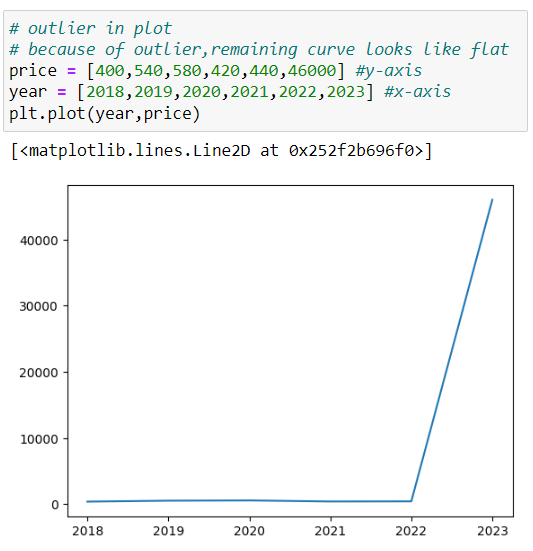 # outlier in plot
# because of outlier,remaining curve looks like flat
price = [400,540,580,420,440,46000] #y-axis
year = [2018,2019,2020,2021,2022,2023] #x-axis
plt.plot(year,price)
[<matplotlib.lines.Line2D at 0x252f2b696f0>]
40000
30000
20000
10000
0
2018 2019 2020 2021 2022 2023